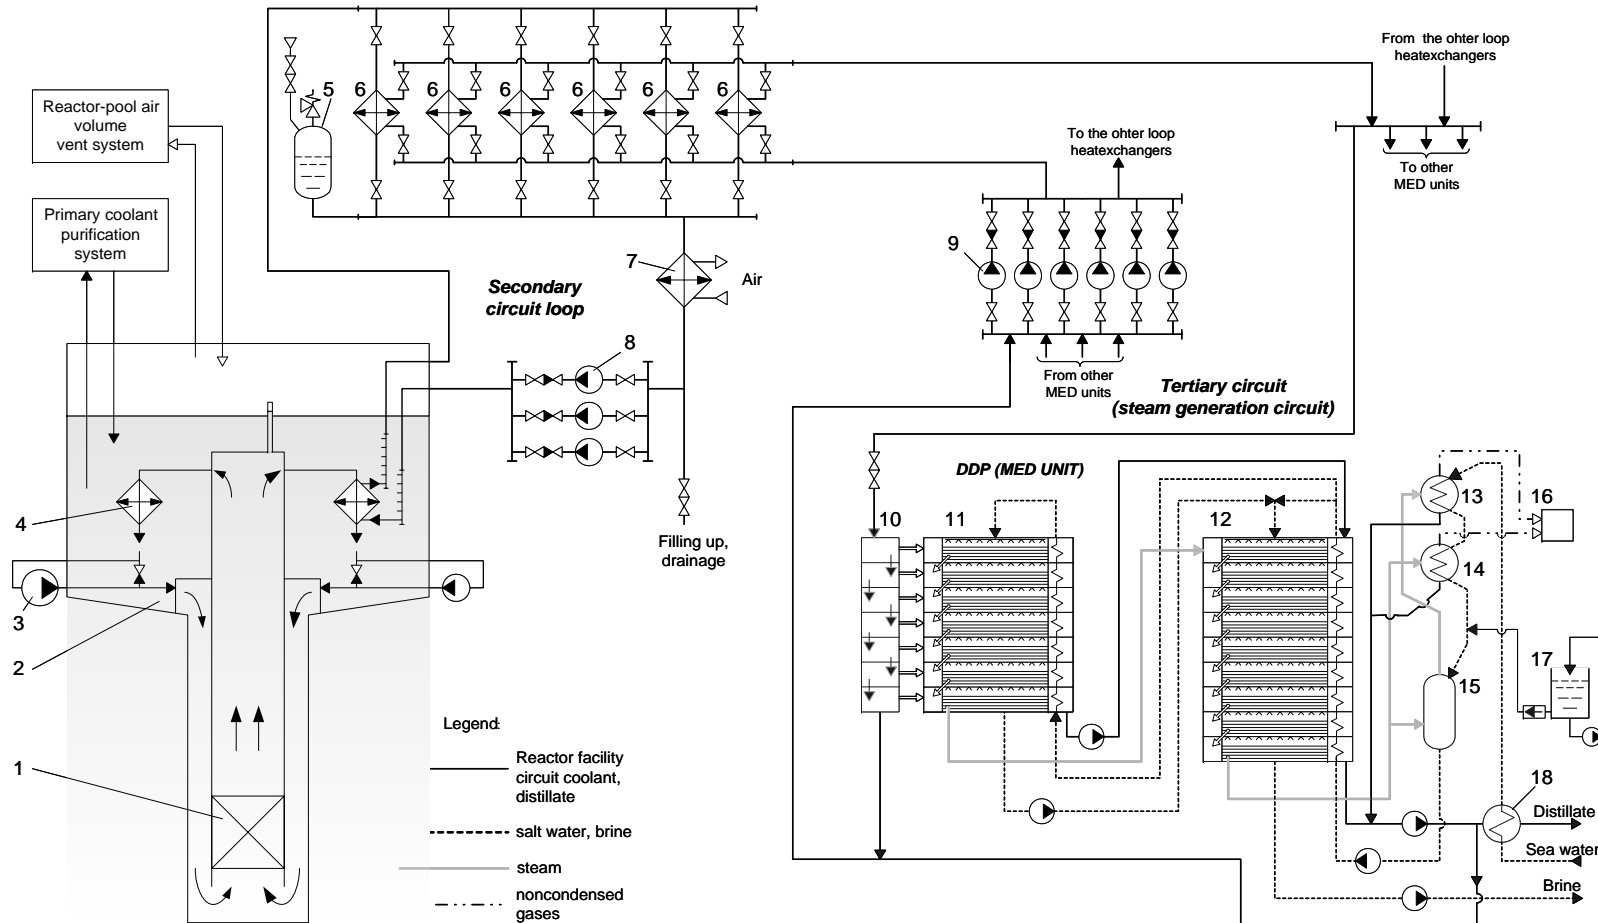 From the ohter loop
heatexchangers
Reactor-pool air
volume
vent system
5
6
6
6
6
6
6
To the ohter loop
heatexchangers
To other
MED units
Primary coolant
purification
system
9
7
Air
Secondary
circuit loop
8
From other
MED units
Tertiary circuit
(steam generation circuit)
DDP (MED UNIT)
4
Filling up,
drainage
10
11
12
13
16
14
3
2
17
15
Legend:
1
Reactor facility
circuit coolant,
distillate
18
Distillate
salt water, brine
Sea water
steam
Brine
noncondensed
gases